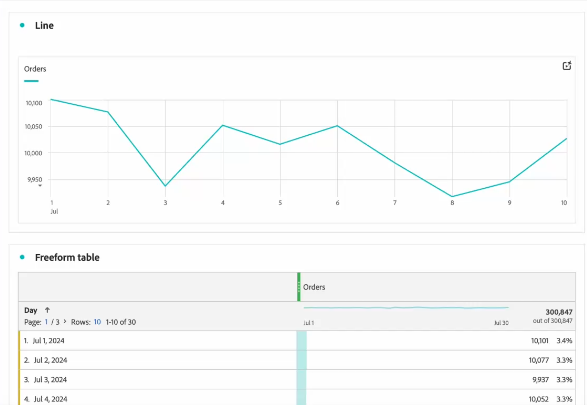 Line
Orders
10,100
10,050
10,000
9,950
1 2 3 4 5 6 7 8 9 10
Jul
Freeform table
Orders
Day ↑
Page: 1 / 3 > Rows: 10 1-10 of 30
Jul 1 Jul 30
300,847
out of 300,847
1. Jul 1, 2024 10,101 3.4%
2. Jul 2, 2024 10,077 3.3%
3. Jul 3, 2024 9,937 3.3%
4. Jul 4, 2024 10,052 3.3%